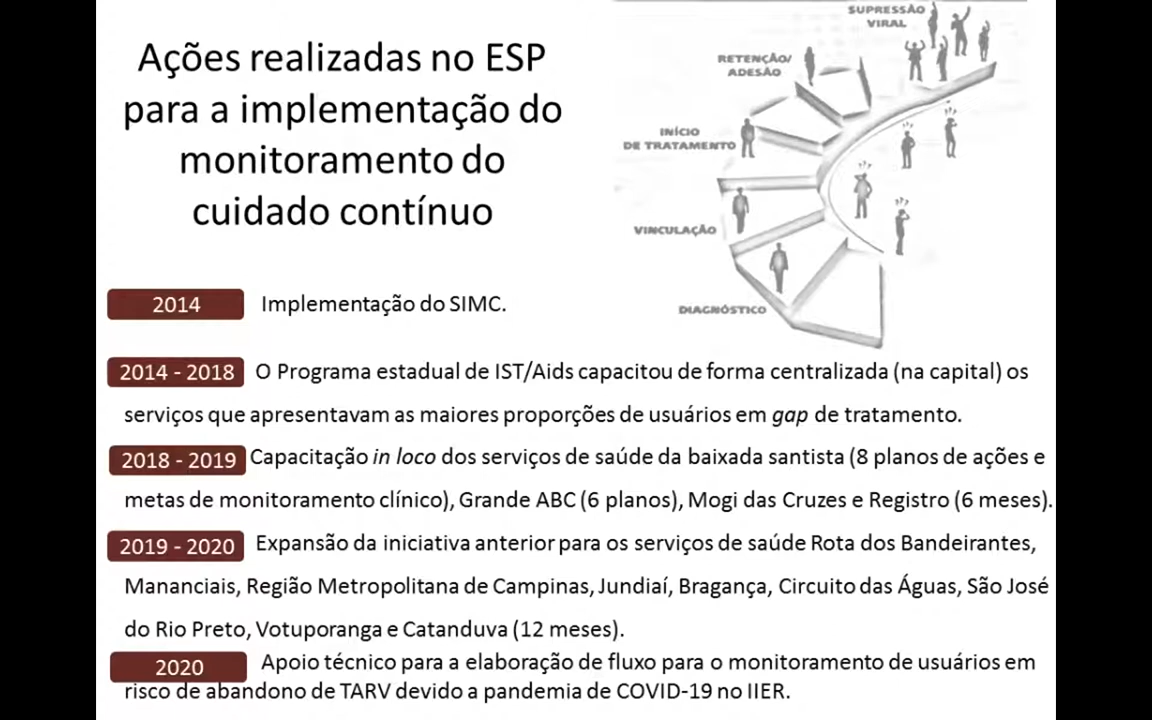 Ações realizadas no ESP
para a implementação do
monitoramento do
cuidado contínuo
SUPRESSÃO
VIRAL
RETENÇÃO/
ADESÃO
INÍCIO
DE TRATAMENTO
VINCULAÇÃO
DIAGNÓSTICO
2014 Implementação do SIMC.
2014 - 2018 O Programa estadual de IST/Aids capacitou de forma centralizada (na capital) os
serviços que apresentavam as maiores proporções de usuários em gap de tratamento.
2018 - 2019 Capacitação in loco dos serviços de saúde da baixada santista (8 planos de ações e
metas de monitoramento clínico), Grande ABC (6 planos), Mogi das Cruzes e Registro (6 meses).
2019 - 2020 Expansão da iniciativa anterior para os serviços de saúde Rota dos Bandeirantes,
Mananciais, Região Metropolitana de Campinas, Jundiaí, Bragança, Circuito das Águas, São José
do Rio Preto, Votuporanga e Catanduva (12 meses).
2020 Apoio técnico para a elaboração de fluxo para o monitoramento de usuários em
risco de abandono de TARV devido a pandemia de COVID-19 no IIER.